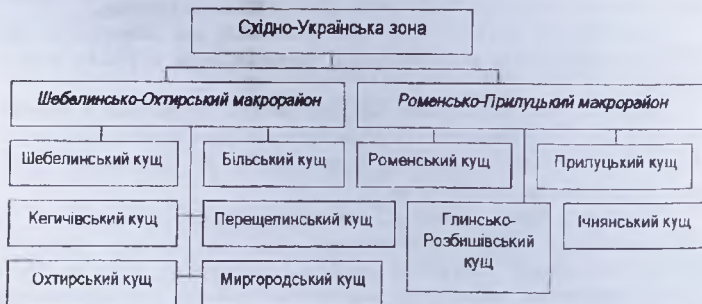 Східно-Українська зона
Шебелинсько-Охтирський макрорайон
Роменсько-Прилуцький макрорайон
Шебелинський кущ
Більський кущ
Роменський кущ
Прилуцький кущ
Кегичівський кущ
Перещепинський кущ
Глинсько-
Розбишівський
кущ
Ічнянський кущ
Охтирський кущ
Миргородський кущ